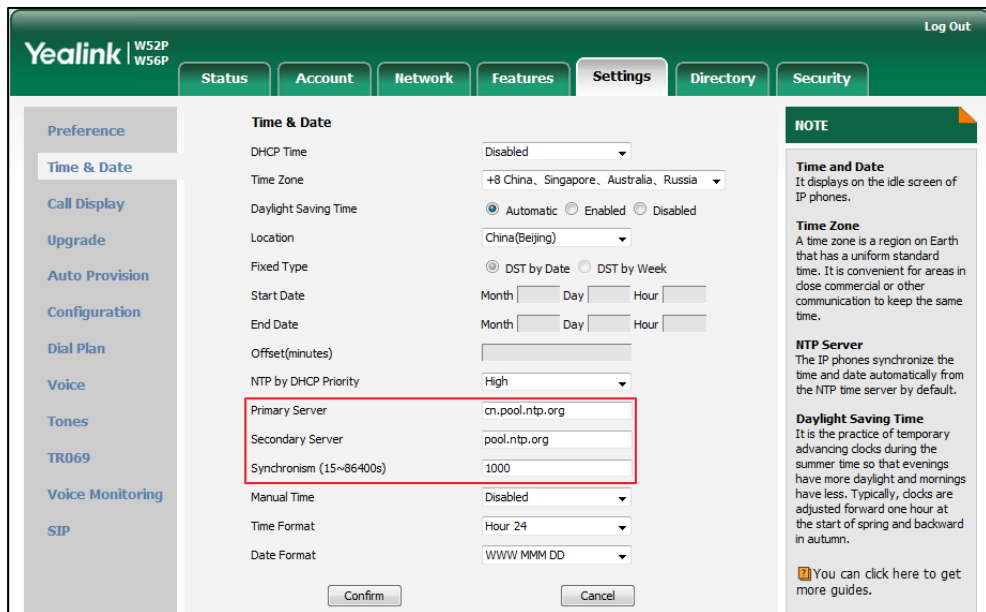 Log Out
Yealink | W52P W56P
Status Account Network Features Settings Directory Security
Preference
Time & Date
Call Display
Upgrade
Auto Provision
Configuration
Dial Plan
Voice
Tones
TR069
Voice Monitoring
SIP
Time & Date
DHCP Time Disabled
Time Zone +8 China、Singapore、Australia、Russia
Daylight Saving Time Automatic Enabled Disabled
Location China(Beijing)
Fixed Type DST by Date DST by Week
Start Date Month Day Hour
End Date Month Day Hour
Offset(minutes)
NTP by DHCP Priority High
Primary Server cn.pool.ntp.org
Secondary Server pool.ntp.org
Synchronism (15~86400s) 1000
Manual Time Disabled
Time Format Hour 24
Date Format WWW MMM DD
Confirm Cancel
NOTE
Time and Date
It displays on the idle screen of
IP phones.
Time Zone
A time zone is a region on Earth
that has a uniform standard
time. It is convenient for areas in
close commercial or other
communication to keep the same
time.
NTP Server
The IP phones synchronize the
time and date automatically from
the NTP time server by default.
Daylight Saving Time
It is the practice of temporary
advancing clocks during the
summer time so that evenings
have more daylight and mornings
have less. Typically, clocks are
adjusted forward one hour at
the start of spring and backward
in autumn.
You can click here to get
more guides.